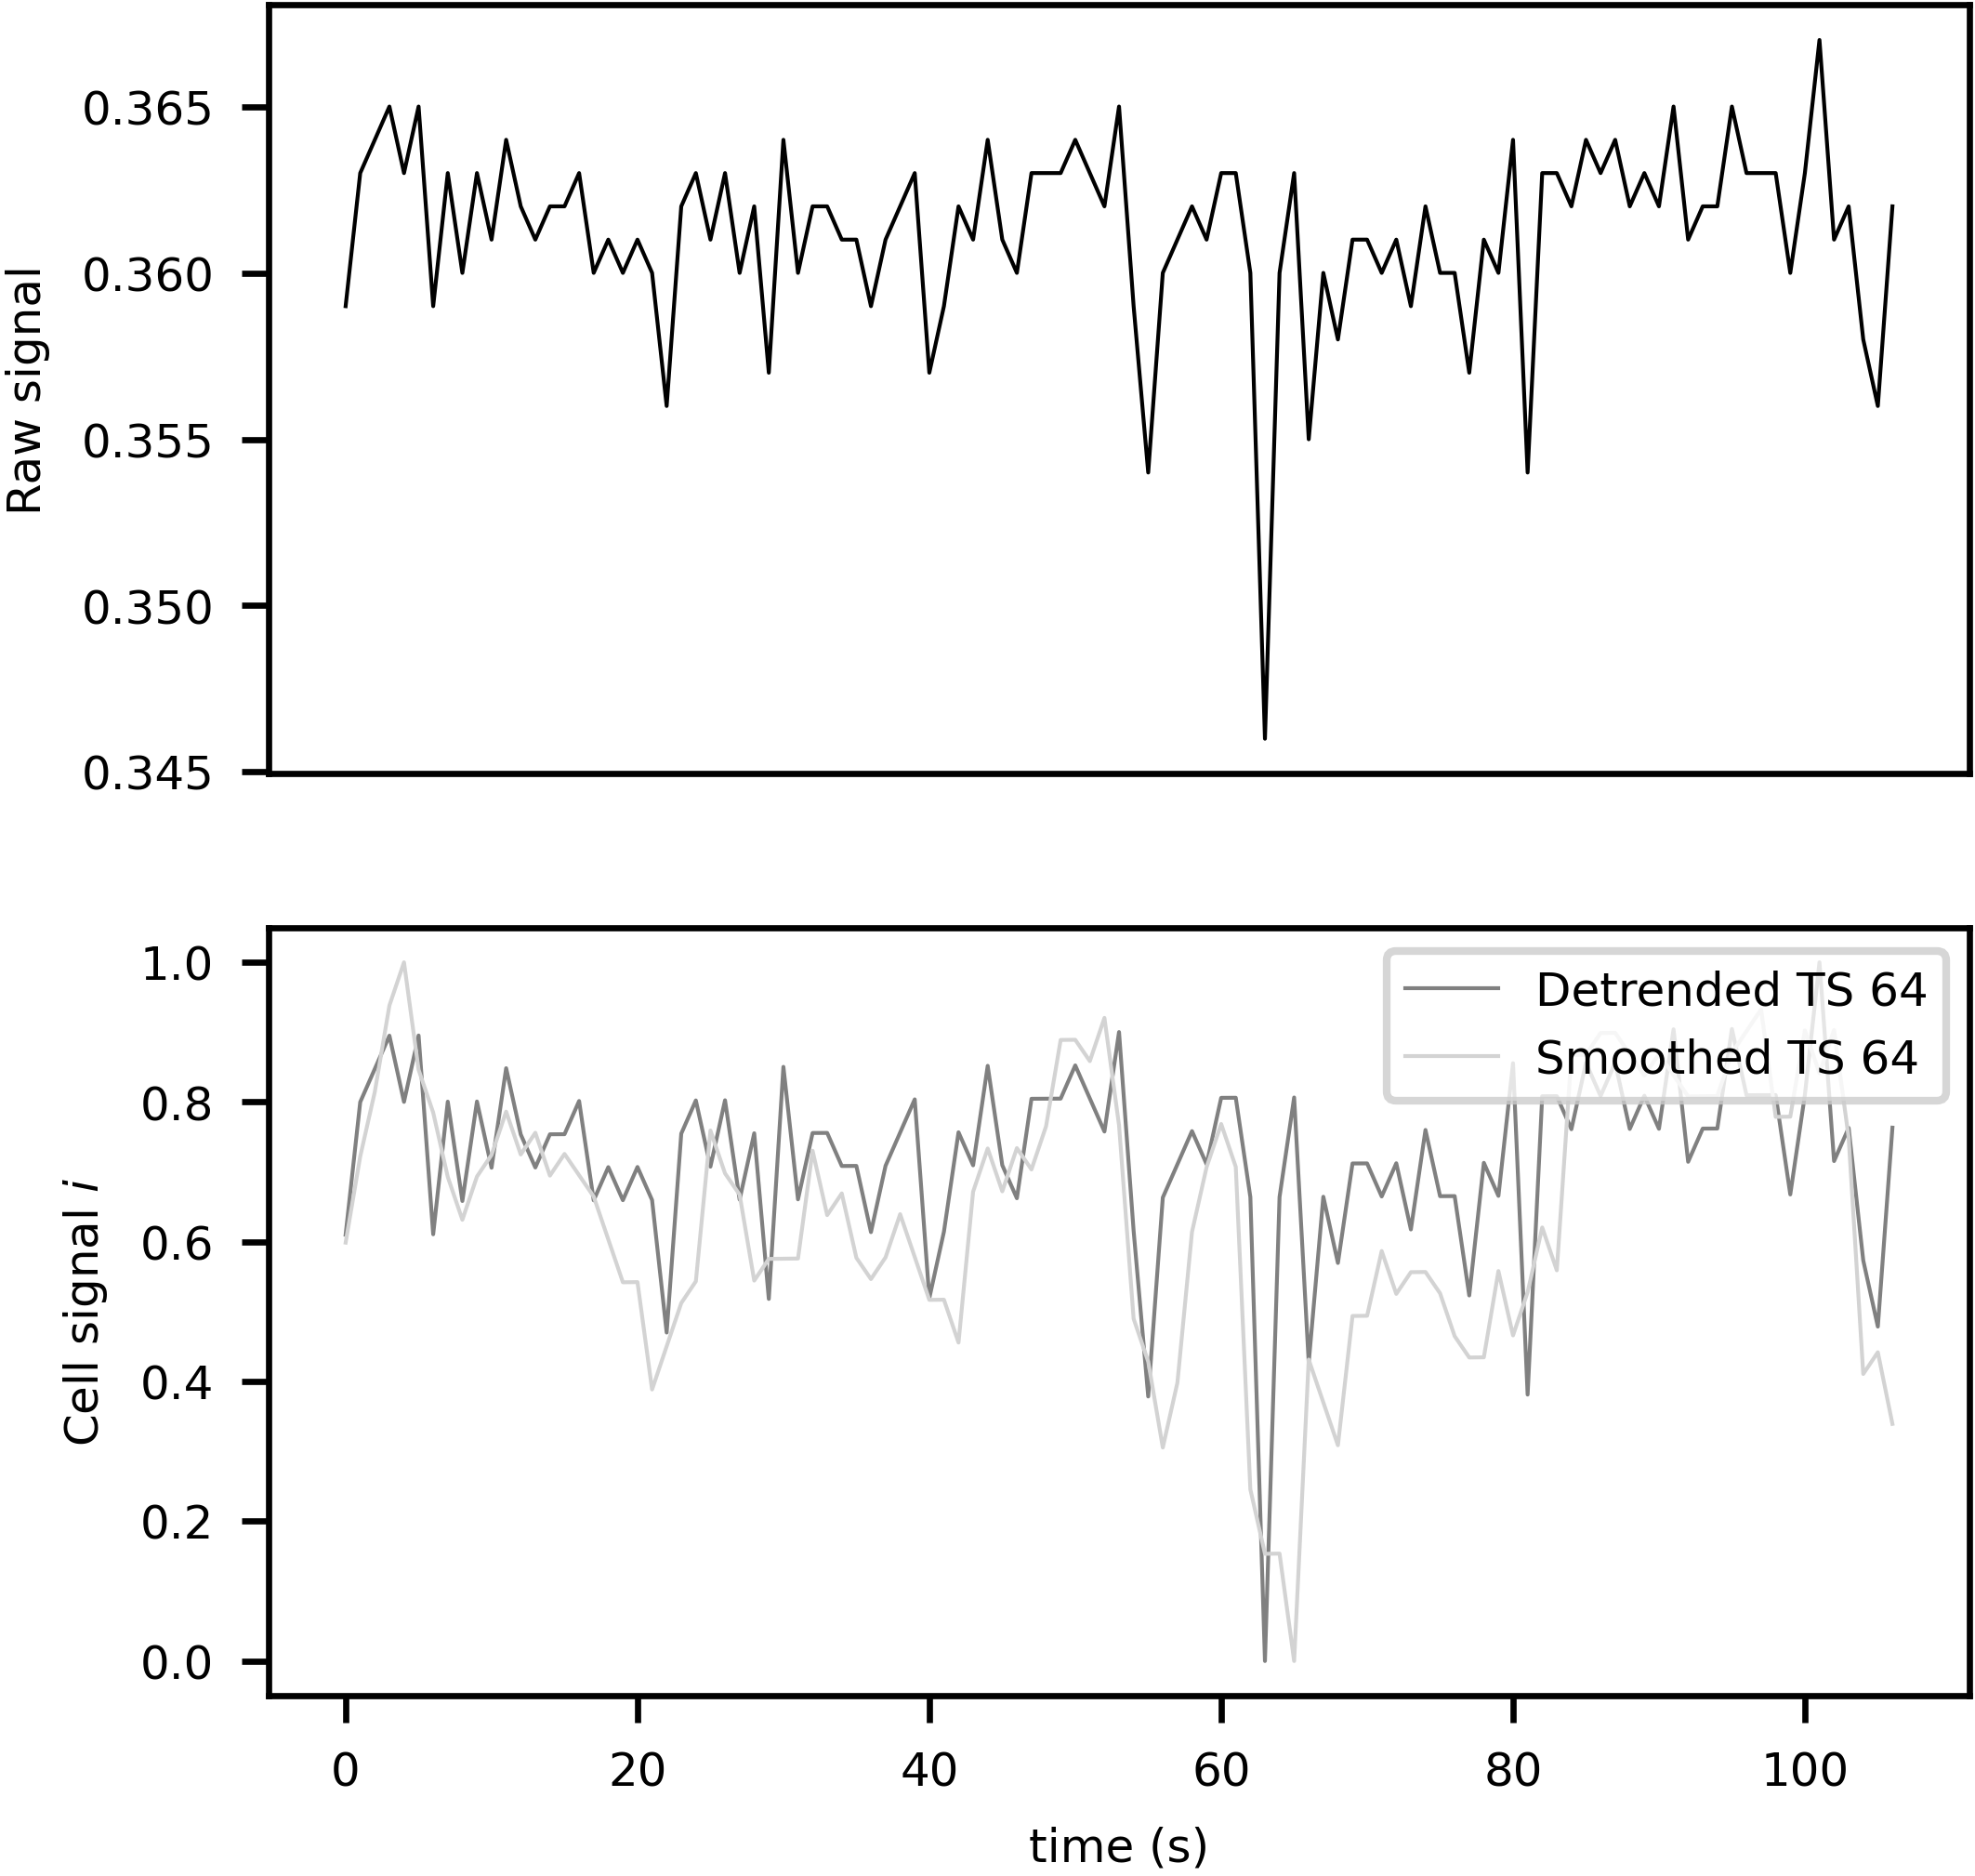 0.365
0.360
0.355
0.350
0.345
Raw signal
1.0
0.8
0.6
0.4
0.2
0.0
Cell signal i
Detrended TS 64
Smoothed TS 64
0 20 40 60 80 100
time (s)